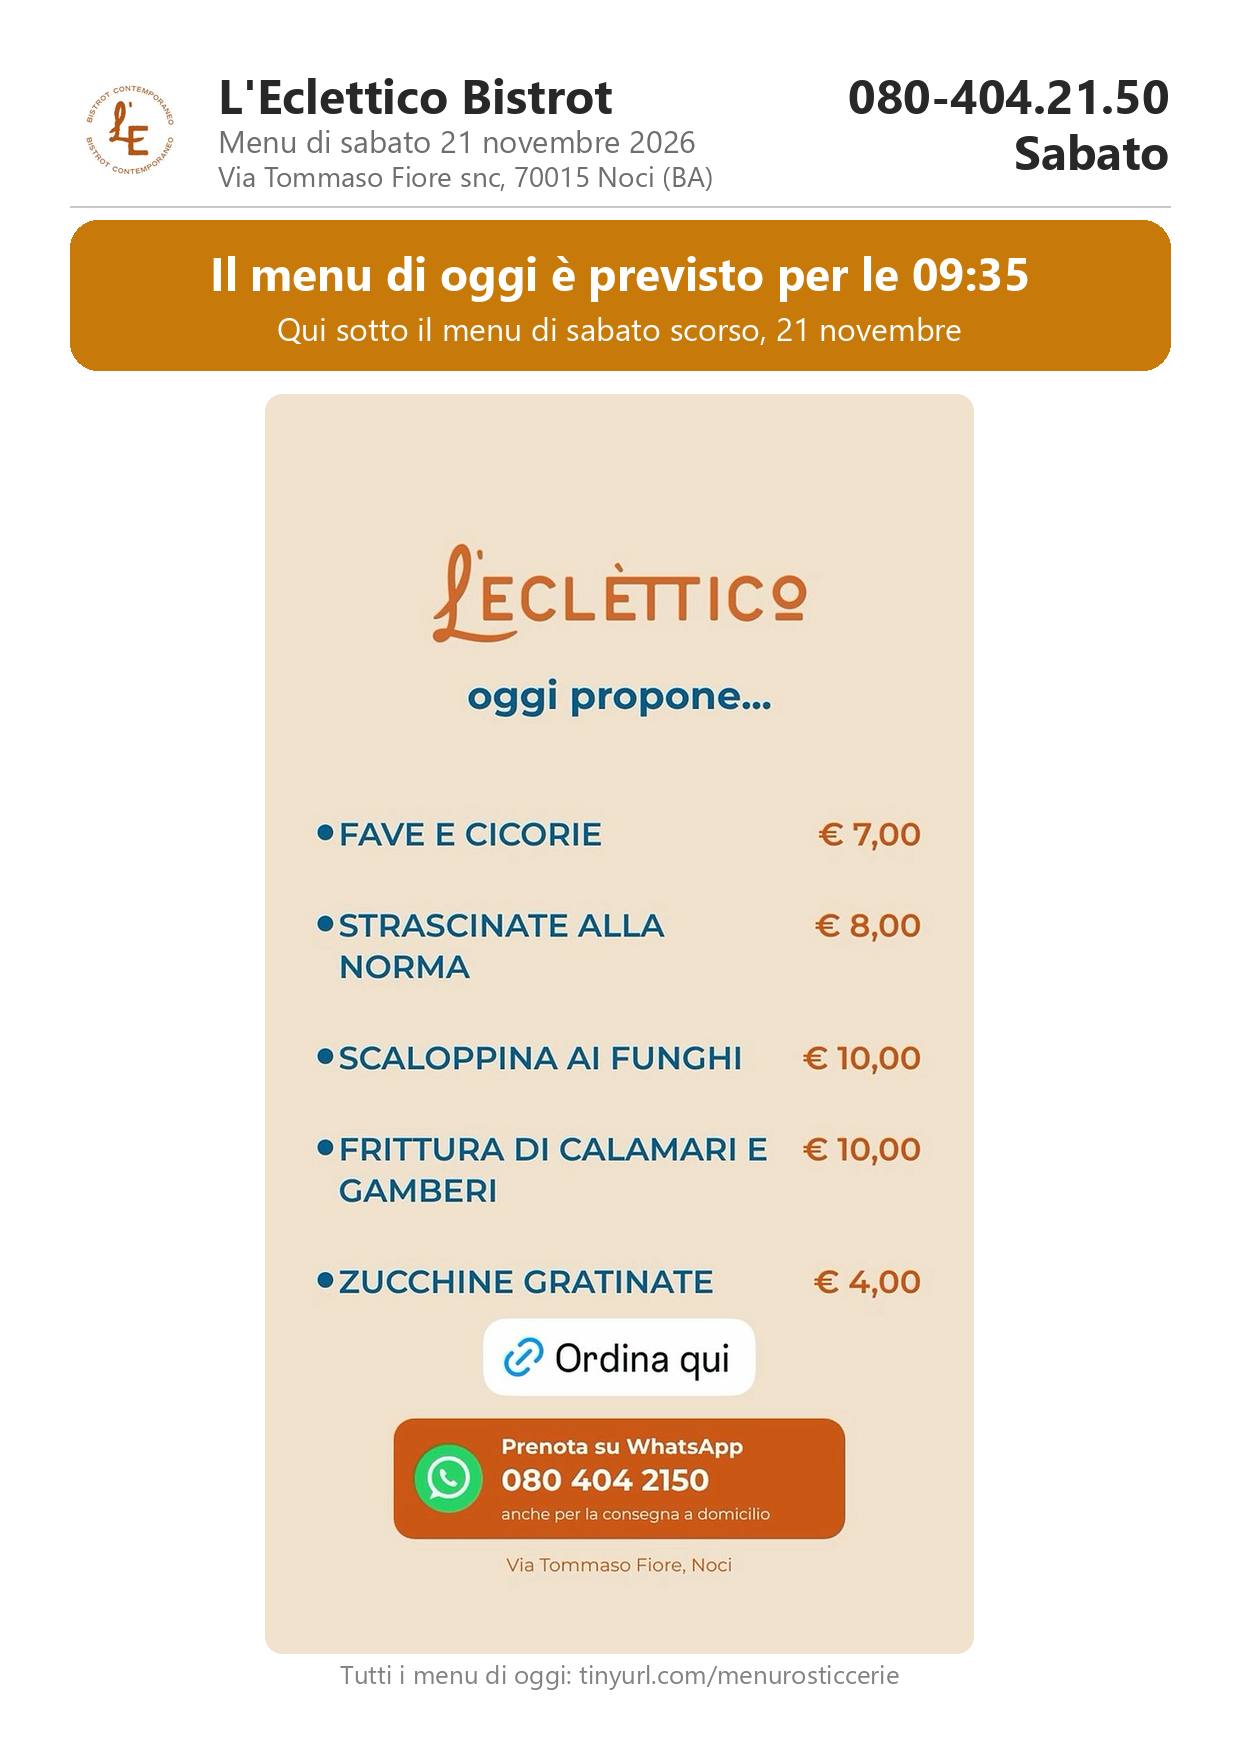 BISTROT CONTEMPORANEO
L'E
BISTROT CONTEMPORANEO
L'Eclettico Bistrot
Menu di sabato 21 novembre 2026
Via Tommaso Fiore snc, 70015 Noci (BA)
080-404.21.50
Sabato
Il menu di oggi è previsto per le 09:35
Qui sotto il menu di sabato scorso, 21 novembre
L'ECLÈTTICO
oggi propone...
•FAVE E CICORIE € 7,00
•STRASCINATE ALLA € 8,00
NORMA
•SCALOPPINA AI FUNGHI € 10,00
•FRITTURA DI CALAMARI E € 10,00
GAMBERI
•ZUCCHINE GRATINATE € 4,00
Ordina qui
Prenota su WhatsApp
080 404 2150
anche per la consegna a domicilio
Via Tommaso Fiore, Noci
Tutti i menu di oggi: tinyurl.com/menurosticcerie